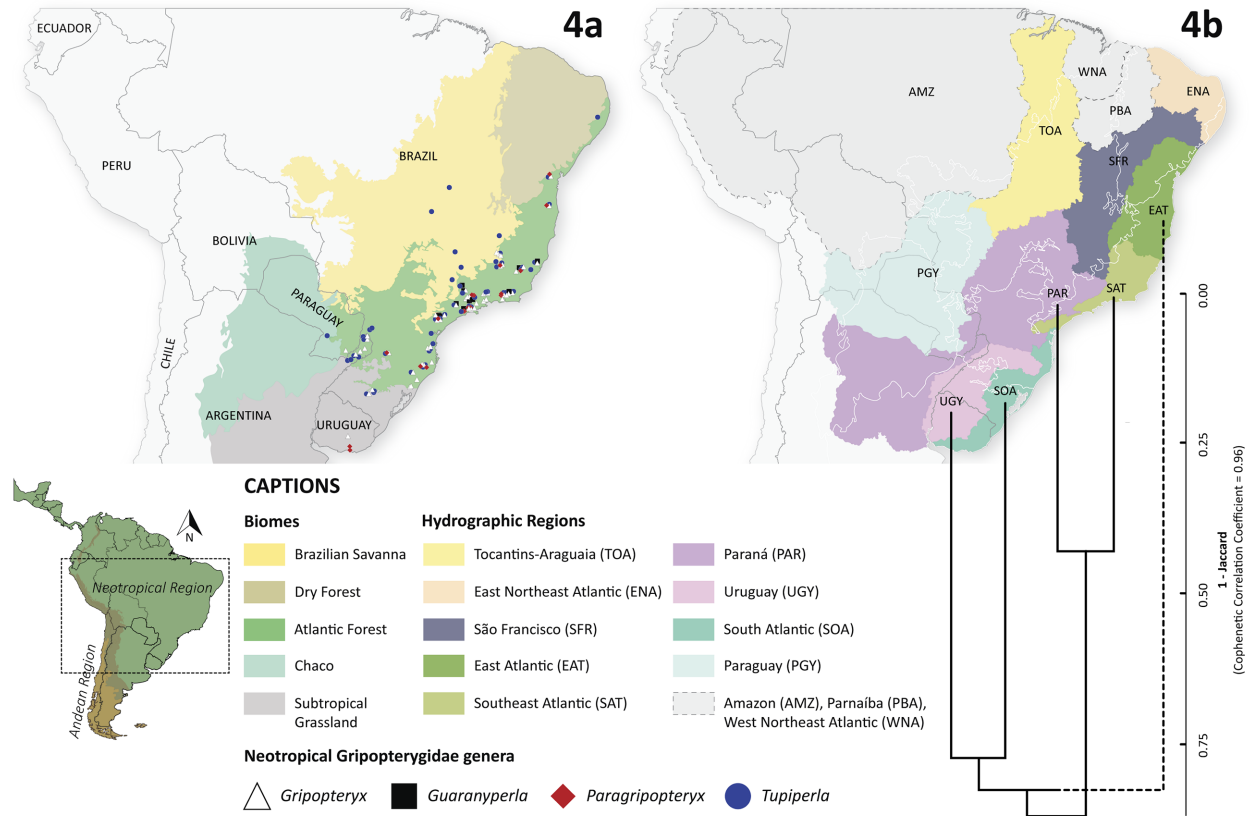 4a
ECUADOR
PERU
BRAZIL
BOLIVIA
PARAGUAY
CHILE
ARGENTINA
URUGUAY
4b
AMZ
WNA
ENA
PBA
TOA
SFR
EAT
PGY
PAR
SAT
UGY
SOA
0.00
0.25
0.50
0.75
1 - Jaccard
(Cophenetic Correlation Coefficient = 0.96)
N
Neotropical Region
Andean Region
CAPTIONS
Biomes
Brazilian Savanna
Dry Forest
Atlantic Forest
Chaco
Subtropical
Grassland
Hydrographic Regions
Tocantins-Araguaia (TOA)
East Northeast Atlantic (ENA)
São Francisco (SFR)
East Atlantic (EAT)
Southeast Atlantic (SAT)
Paraná (PAR)
Uruguay (UGY)
South Atlantic (SOA)
Paraguay (PGY)
Amazon (AMZ), Parnaíba (PBA),
West Northeast Atlantic (WNA)
Neotropical Gripopterygidae genera
Gripopteryx
Guaranyperla
Paragripopteryx
Tupiperla